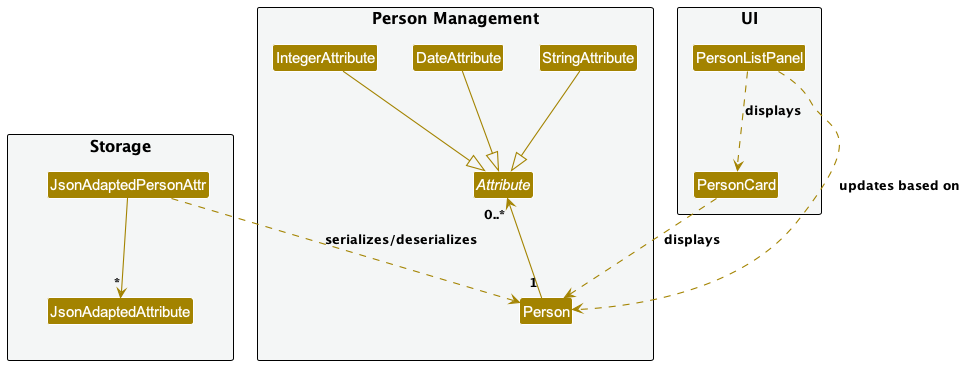 Person Management
UI
IntegerAttribute
DateAttribute
StringAttribute
PersonListPanel
displays
Storage
JsonAdaptedPersonAttr
Attribute
PersonCard
updates based on
0..*
serializes/deserializes
displays
*
1
JsonAdaptedAttribute
Person